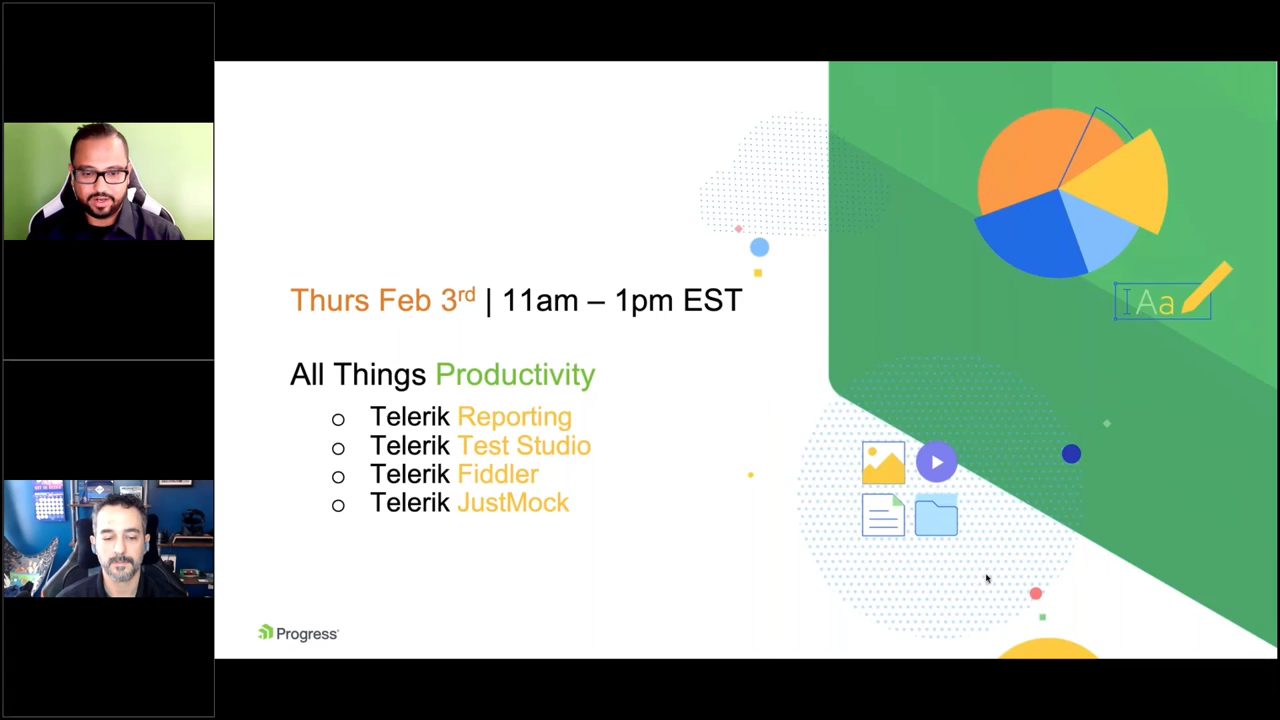 Thurs Feb 3rd | 11am – 1pm EST
IAa
All Things Productivity
o Telerik Reporting
o Telerik Test Studio
o Telerik Fiddler
o Telerik JustMock
Progress®